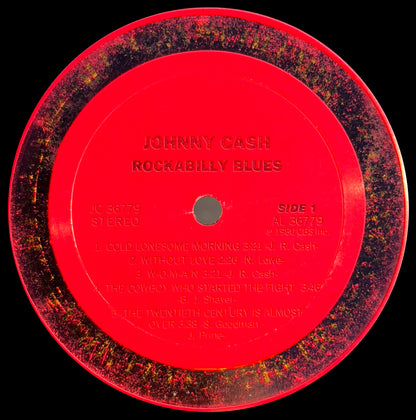 JOHNNY CASH
ROCKABILLY BLUES
JC 36779
STEREO
SIDE 1
AL 36779
℗ 1980 CBS Inc.
1. COLD LONESOME MORNING 3:31 -J. R. Cash-
2. WITHOUT LOVE 2:26 -N. Lowe-
3. W-O-M-A-N 3:21 -J. R. Cash-
4. THE COWBOY WHO STARTED THE FIGHT 3:46
-B. J. Shaver-
5. THE TWENTIETH CENTURY IS ALMOST
OVER 3:38 -S. Goodman-
J. Prine-